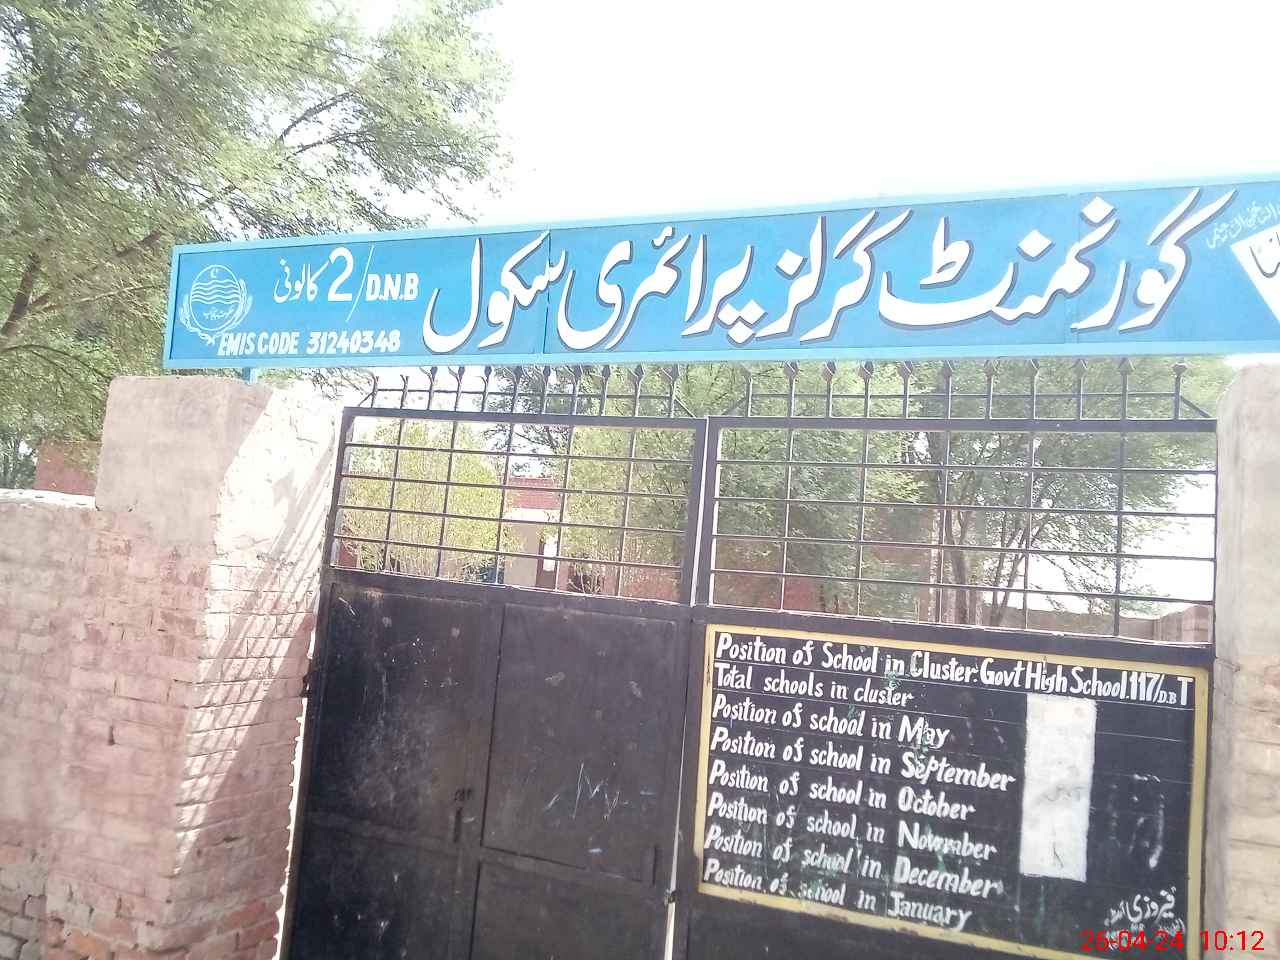 گورنمنٹ گرلز پرائمری سکول
2/D.N.B کالونی
EMIS CODE 31240348
Position of School in Cluster: Govt High School.117/D.B T
Total schools in cluster
Position of school in May
Position of school in September
Position of school in October
Position of school in November
Position of school in December
Position of school in January
فیروزی
26-04-24 10:12